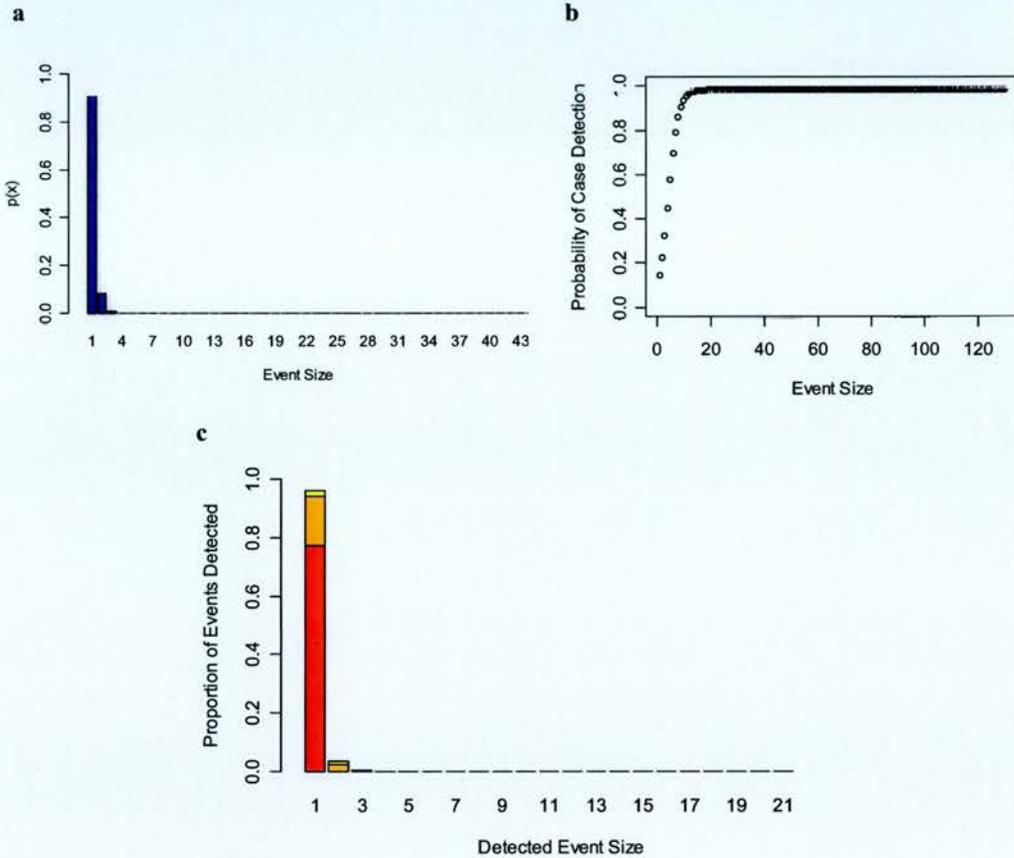 a
1.0
0.8
0.6
0.4
0.2
0.0
p(x)
1 4 7 10 13 16 19 22 25 28 31 34 37 40 43
Event Size
b
1.0
0.8
0.6
0.4
0.2
0.0
Probability of Case Detection
0 20 40 60 80 100 120
Event Size
c
1.0
0.8
0.6
0.4
0.2
0.0
Proportion of Events Detected
1 3 5 7 9 11 13 15 17 19 21
Detected Event Size